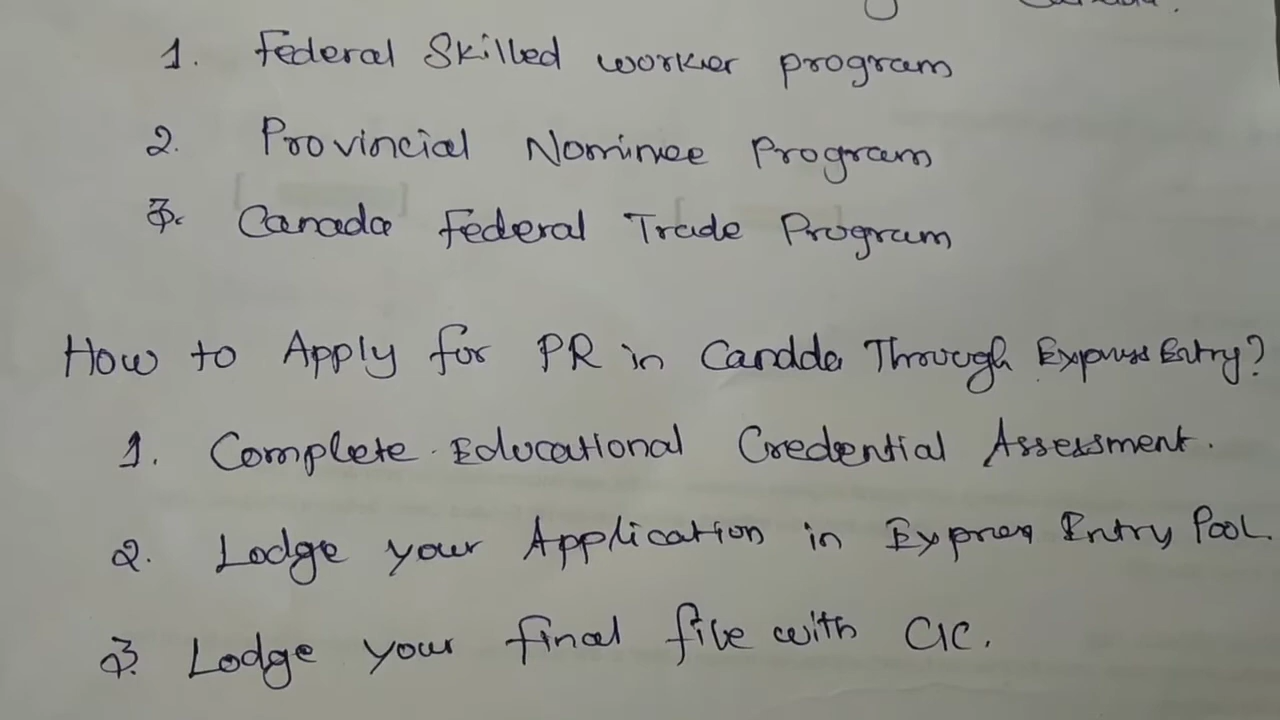 Canada.
1. Federal Skilled worker program
2. Provincial Nominee Program
3. Canada Federal Trade Program
How to Apply for PR in Candda Through Express Entry?
1. Complete Educational Credential Assessment.
2. Lodge your Application in Express Entry Pool.
3. Lodge your final file with CIC.